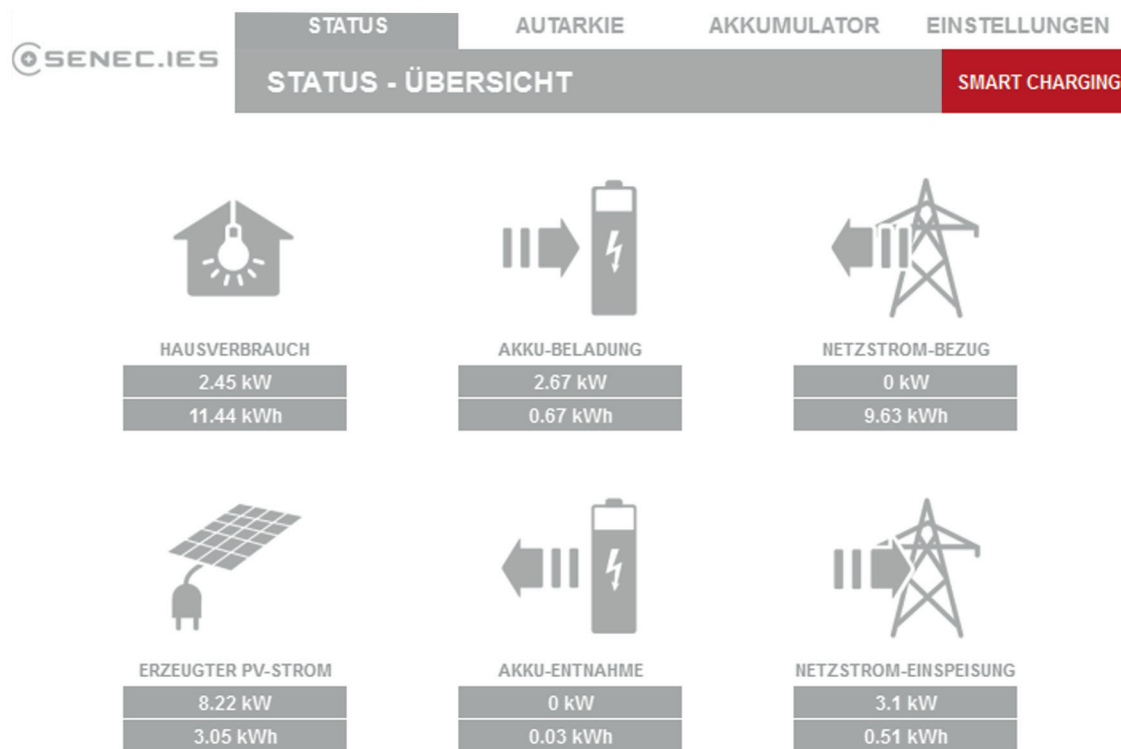 SENEC.IES
STATUS AUTARKIE AKKUMULATOR EINSTELLUNGEN
STATUS - ÜBERSICHT SMART CHARGING
HAUSVERBRAUCH
2.45 kW
11.44 kWh
AKKU-BELADUNG
2.67 kW
0.67 kWh
NETZSTROM-BEZUG
0 kW
9.63 kWh
ERZEUGTER PV-STROM
8.22 kW
3.05 kWh
AKKU-ENTNAHME
0 kW
0.03 kWh
NETZSTROM-EINSPEISUNG
3.1 kW
0.51 kWh